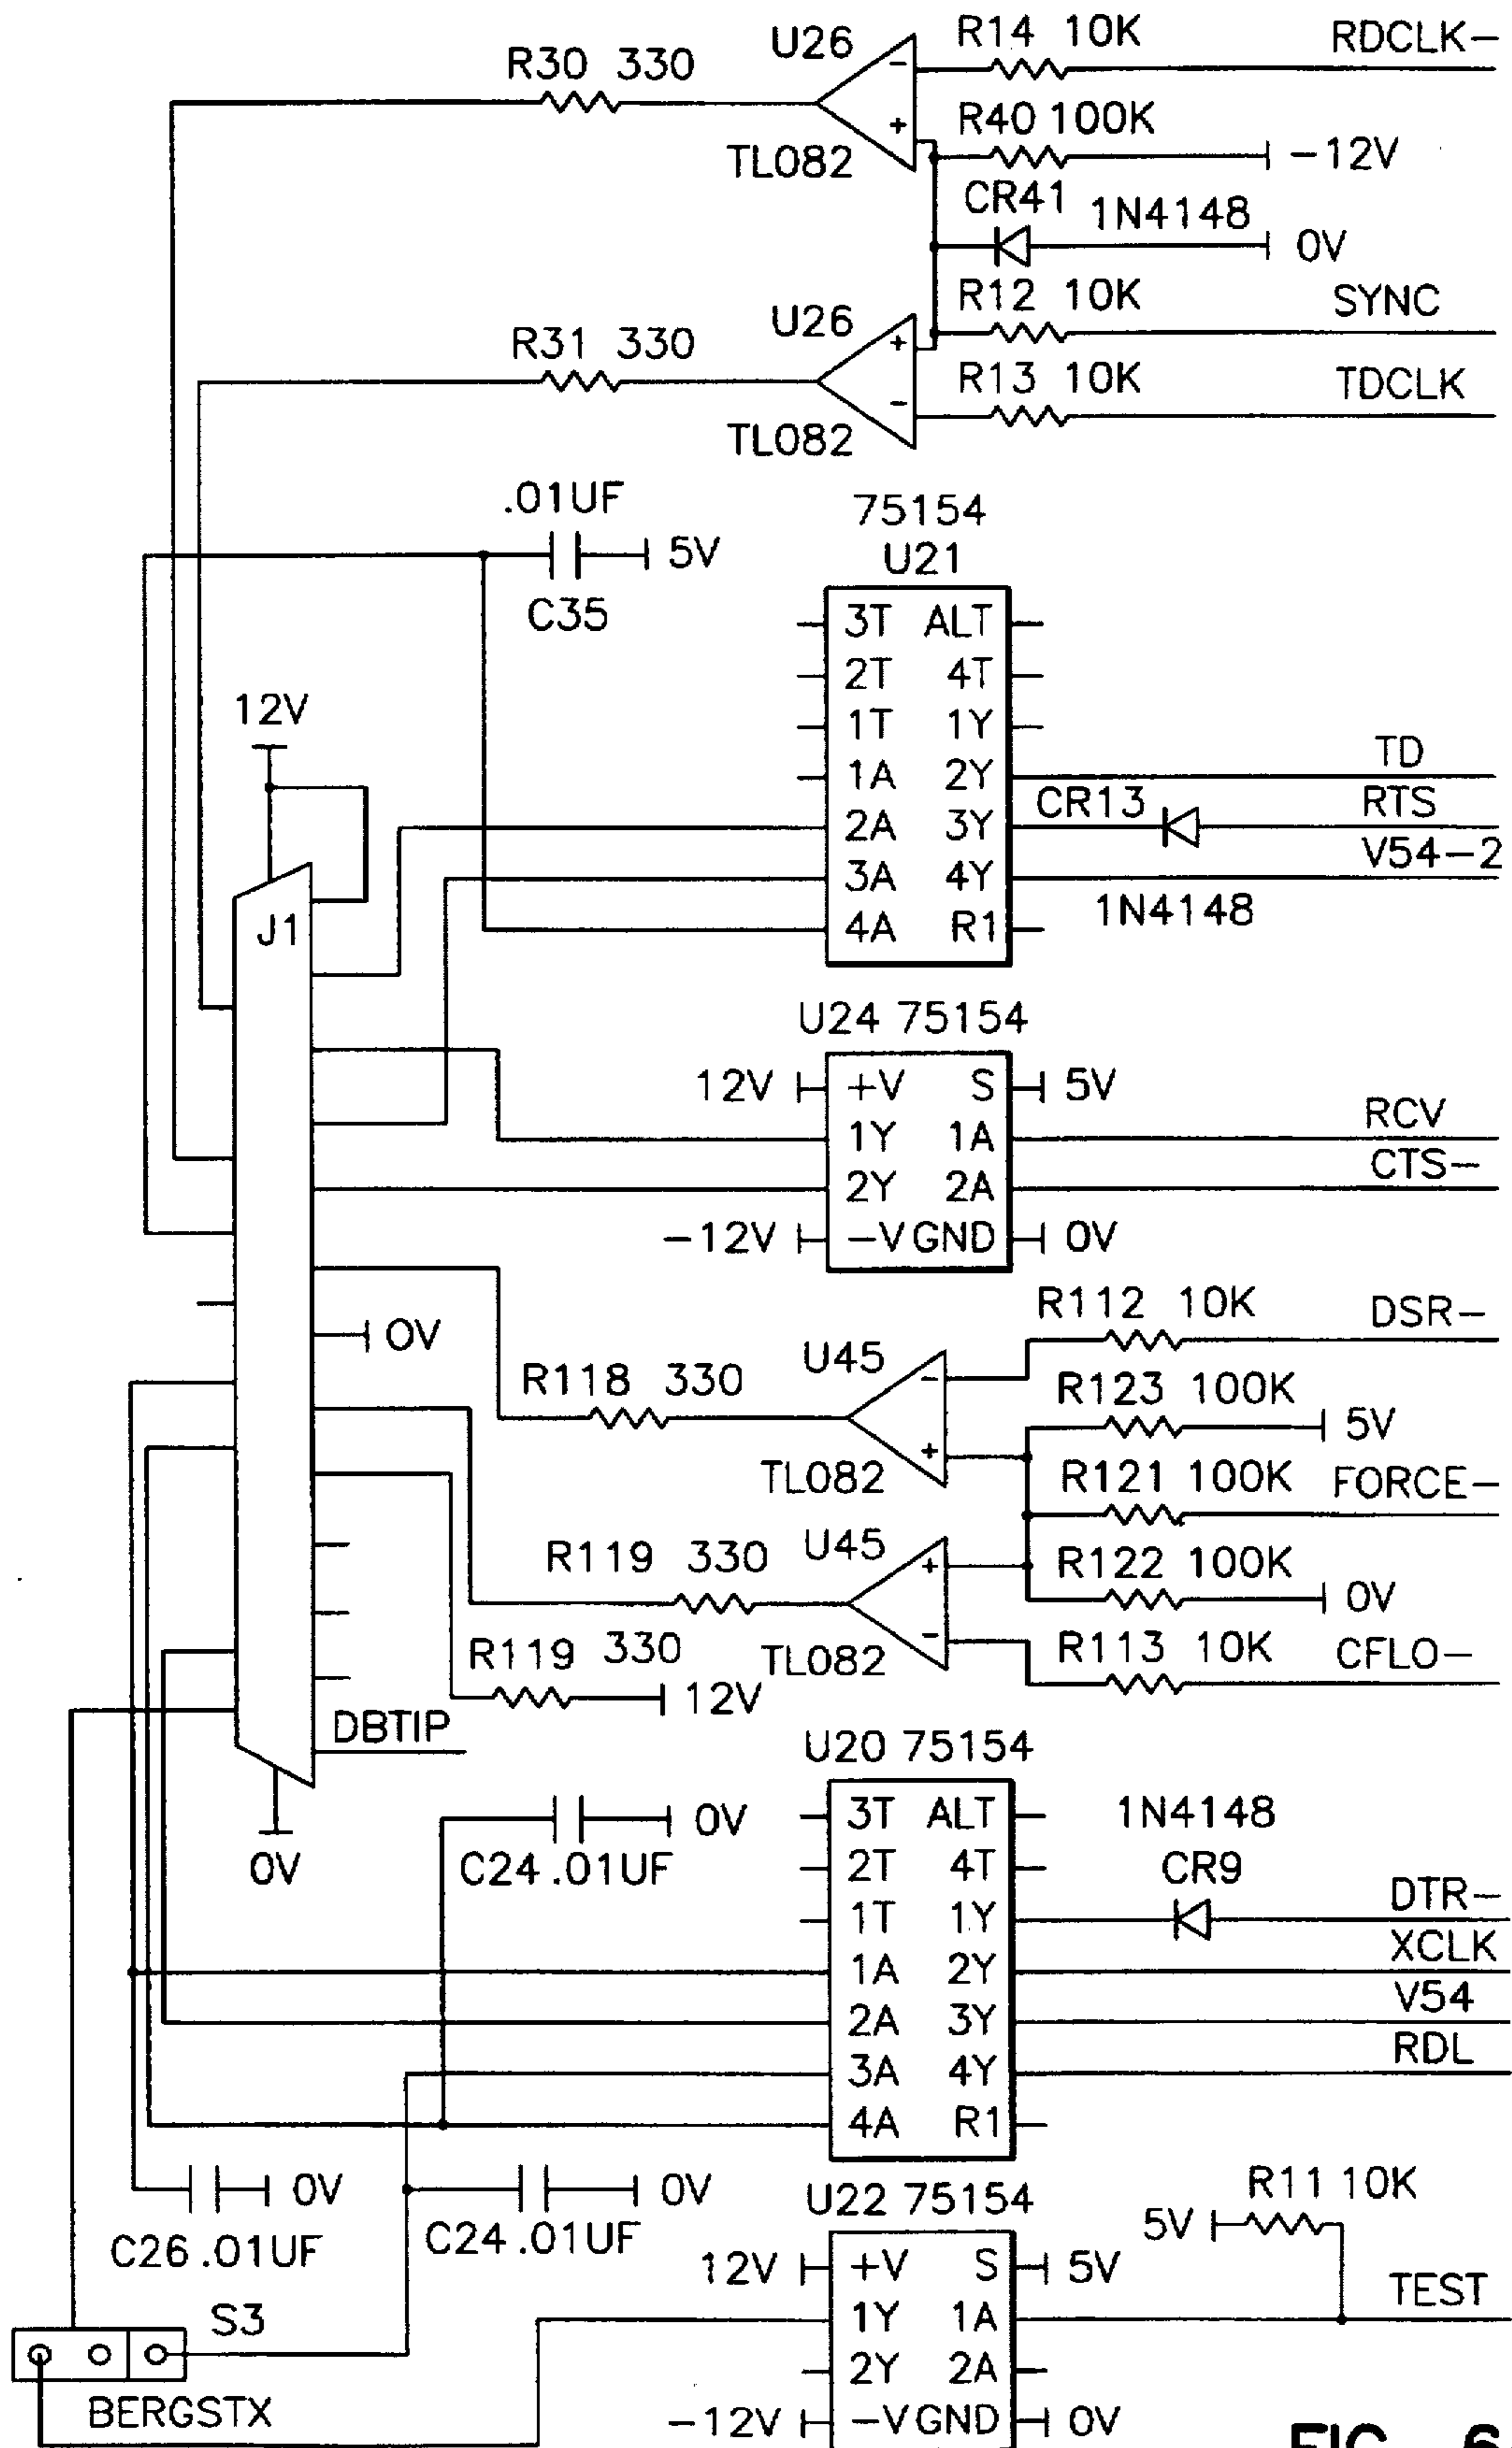 U26 R14 10K RDCLK-
R30 330
-
R40 100K
+
TL082 -12V
CR41 1N4148
0V
R12 10K SYNC
U26
R31 330 +
R13 10K TDCLK
-
TL082
.01UF 75154
5V U21
C35
3T ALT
2T 4T
12V 1T 1Y
1A 2Y TD
CR13 RTS
2A 3Y
V54-2
3A 4Y
1N4148
J1 4A R1
U24 75154
12V +V S 5V
RCV
1Y 1A
CTS-
2Y 2A
-12V -V GND 0V
R112 10K DSR-
0V
U45
R118 330 -
R123 100K
5V
+
TL082 R121 100K FORCE-
R119 330 U45
+ R122 100K
0V
R119 330 -
TL082 R113 10K CFLO-
12V
DBTIP
U20 75154
0V 3T ALT 1N4148
0V C24 .01UF 2T 4T CR9
DTR-
1T 1Y
XCLK
1A 2Y
V54
2A 3Y
RDL
3A 4Y
4A R1
0V 0V U22 75154 R11 10K
C26 .01UF C24 .01UF 5V
12V +V S 5V
S3 TEST
1Y 1A
2Y 2A
BERGSTX
-12V -V GND 0V
FIG. 6